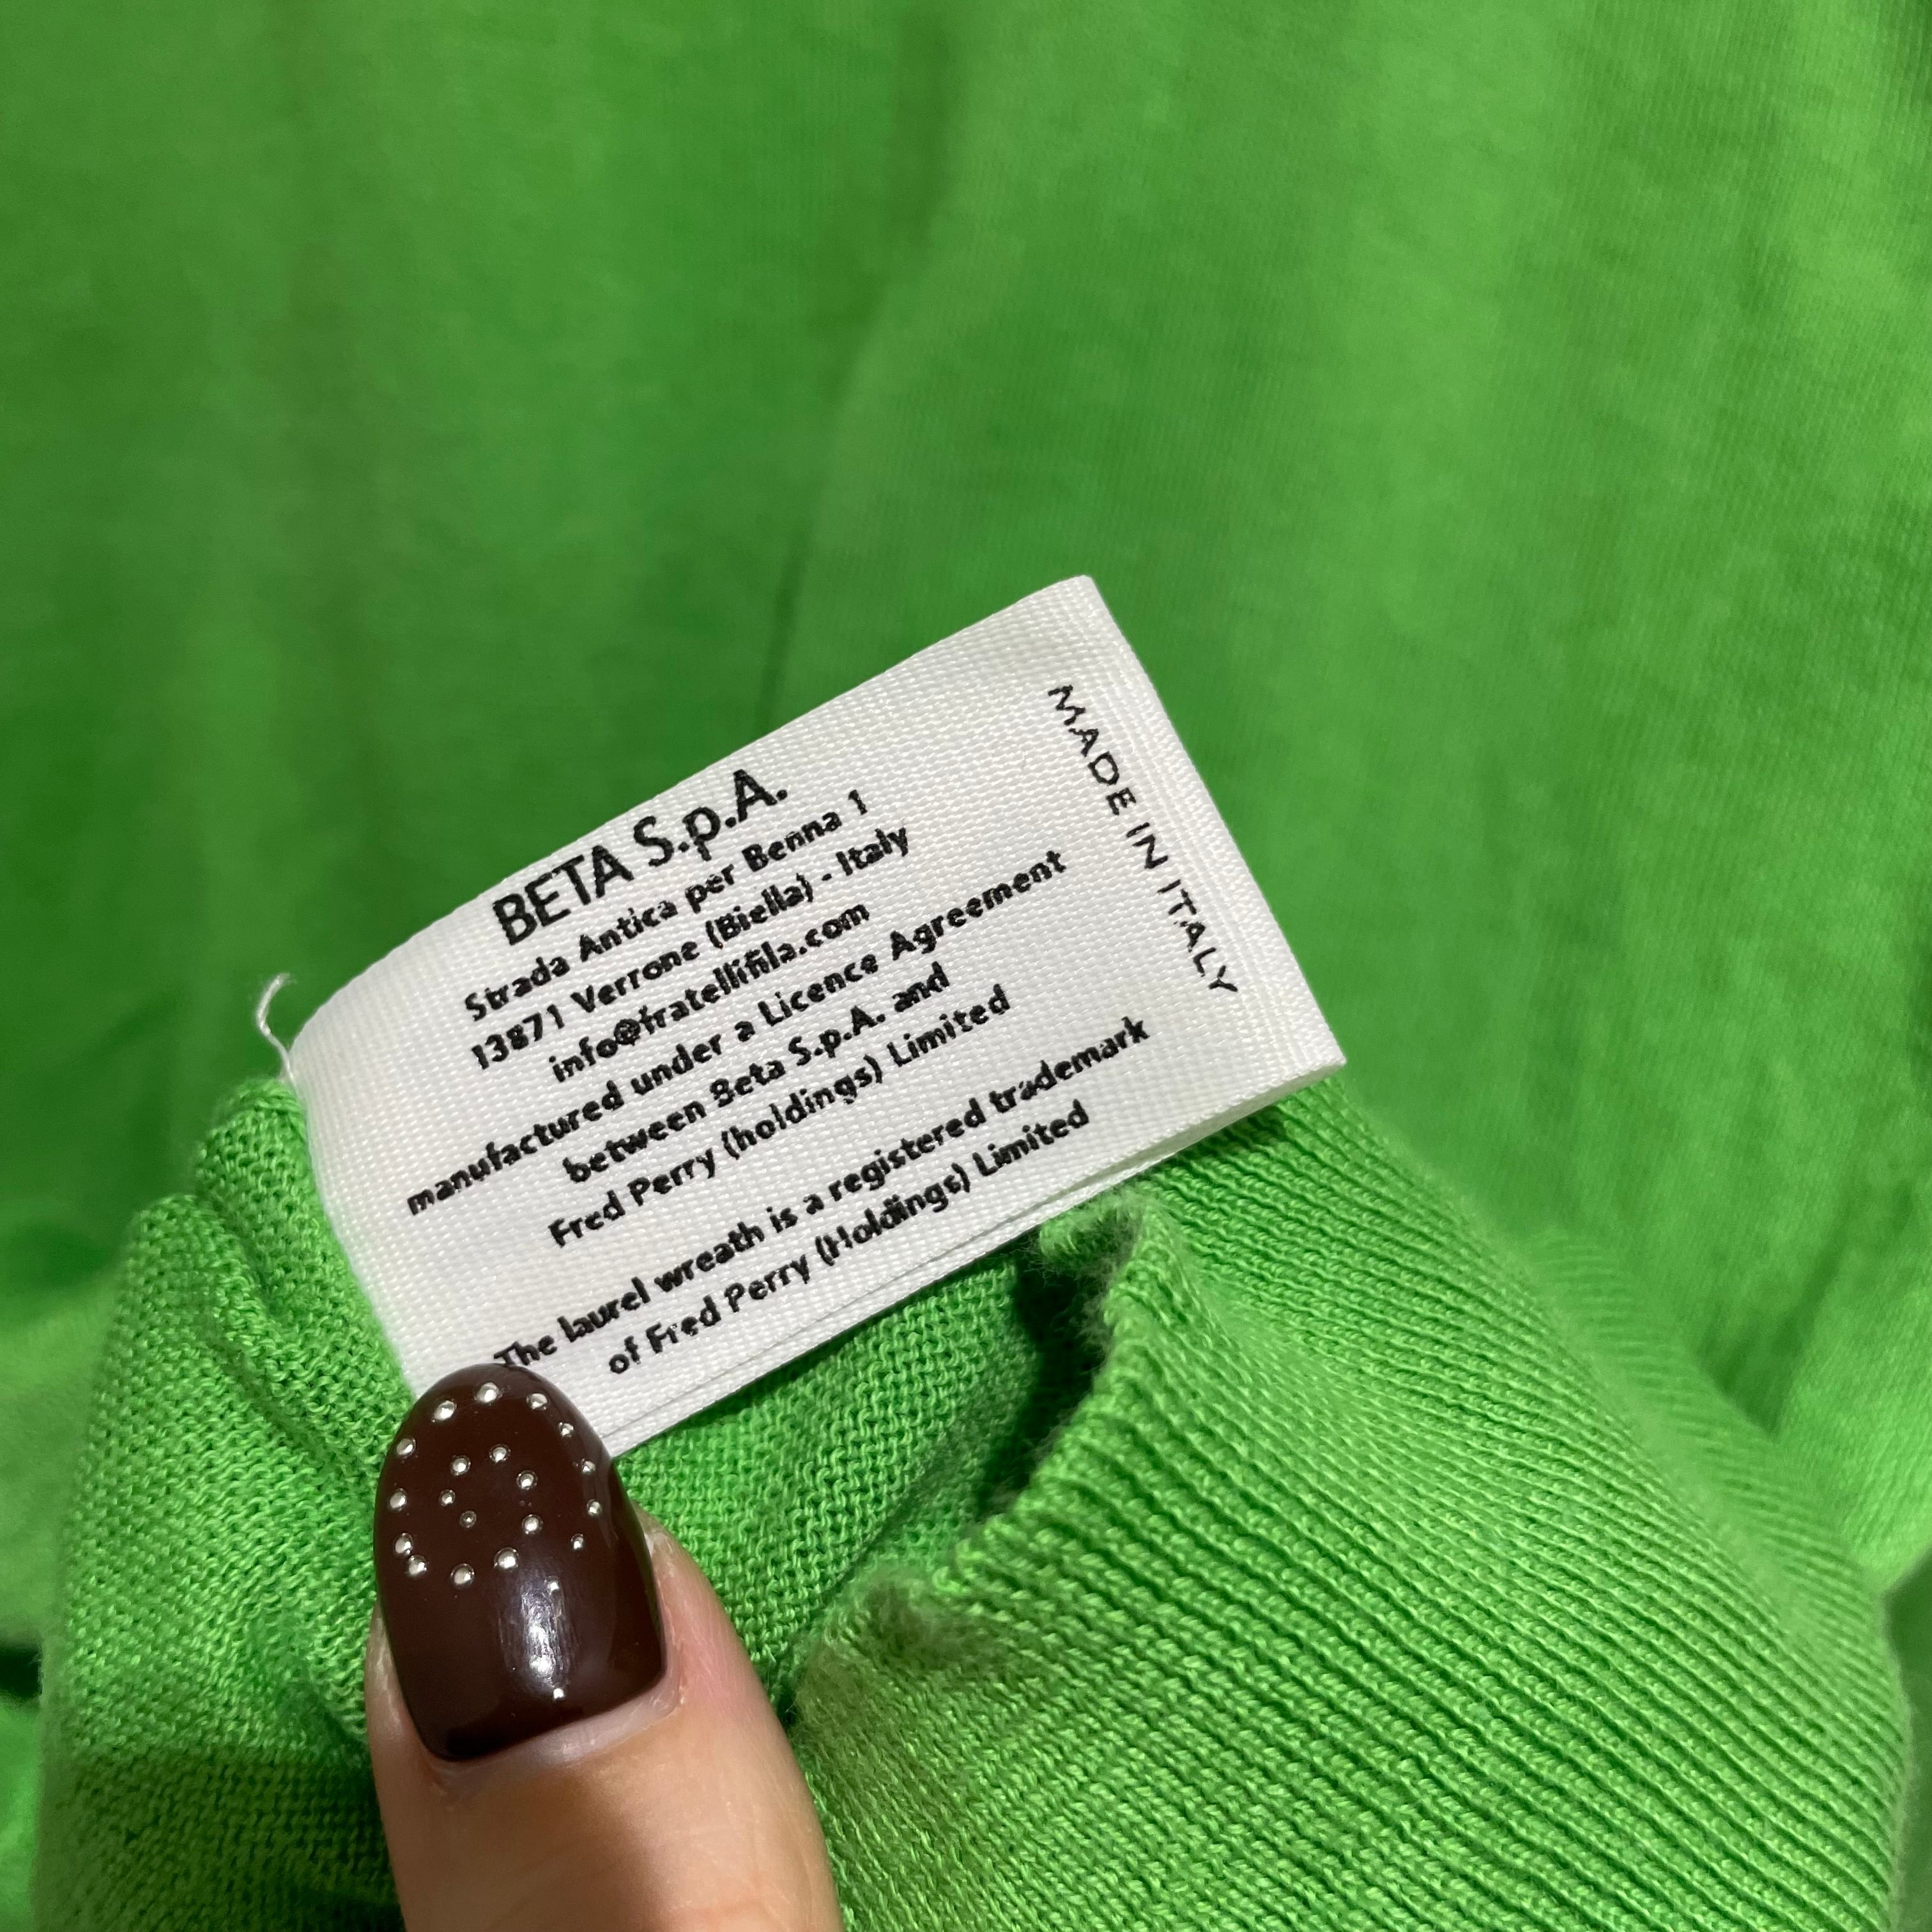 BETA S.p.A.
Strada Antica per Benna 1
13871 Verrone (Biella) - Italy
info@fratellifila.com
manufactured under a Licence Agreement
between Beta S.p.A. and
Fred Perry (holdings) Limited
The laurel wreath is a registered trademark
of Fred Perry (Holdings) Limited
MADE IN ITALY